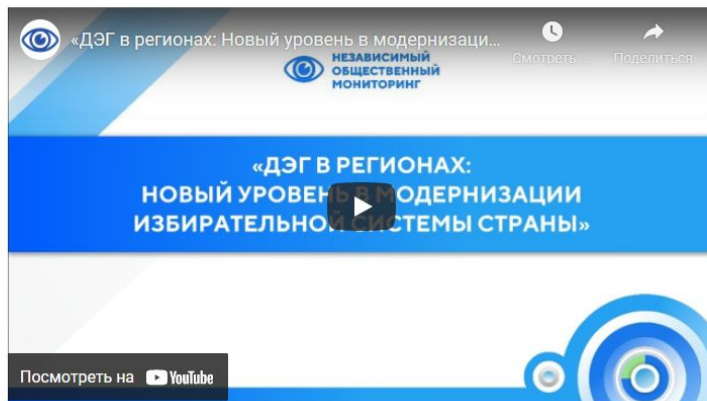 «ДЭГ в регионах: Новый уровень в модернизаци...
Смотреть ...
Поделиться
НЕЗАВИСИМЫЙ
ОБЩЕСТВЕННЫЙ
МОНИТОРИНГ
«ДЭГ В РЕГИОНАХ:
НОВЫЙ УРОВЕНЬ В МОДЕРНИЗАЦИИ
ИЗБИРАТЕЛЬНОЙ СИСТЕМЫ СТРАНЫ»
Посмотреть на YouTube